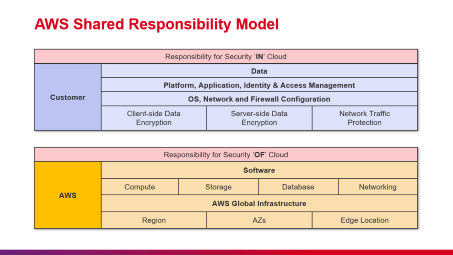 AWS Shared Responsibility Model
Responsibility for Security 'IN' Cloud
Customer
Data
Platform, Application, Identity & Access Management
OS, Network and Firewall Configuration
Client-side Data
Encryption
Server-side Data
Encryption
Network Traffic
Protection
Responsibility for Security 'OF' Cloud
AWS
Software
Compute
Storage
Database
Networking
AWS Global Infrastructure
Region
AZs
Edge Location